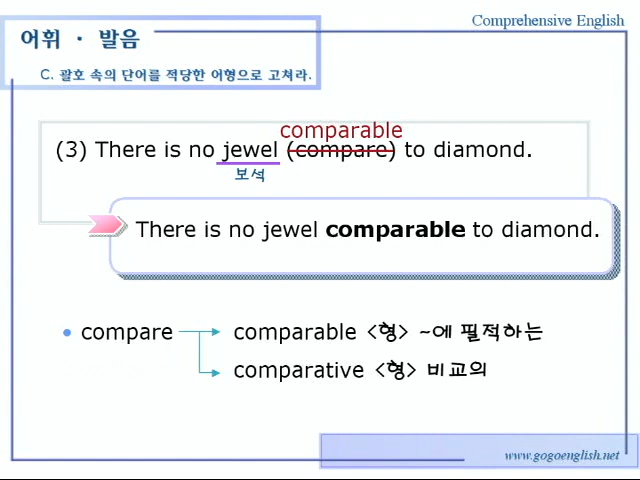 Comprehensive English
어휘 · 발음
C. 괄호 속의 단어를 적당한 어형으로 고쳐라.
comparable
(3) There is no jewel (compare) to diamond.
보석
There is no jewel comparable to diamond.
• compare comparable <형> ~에 필적하는
comparative <형> 비교의
www.gogoenglish.net